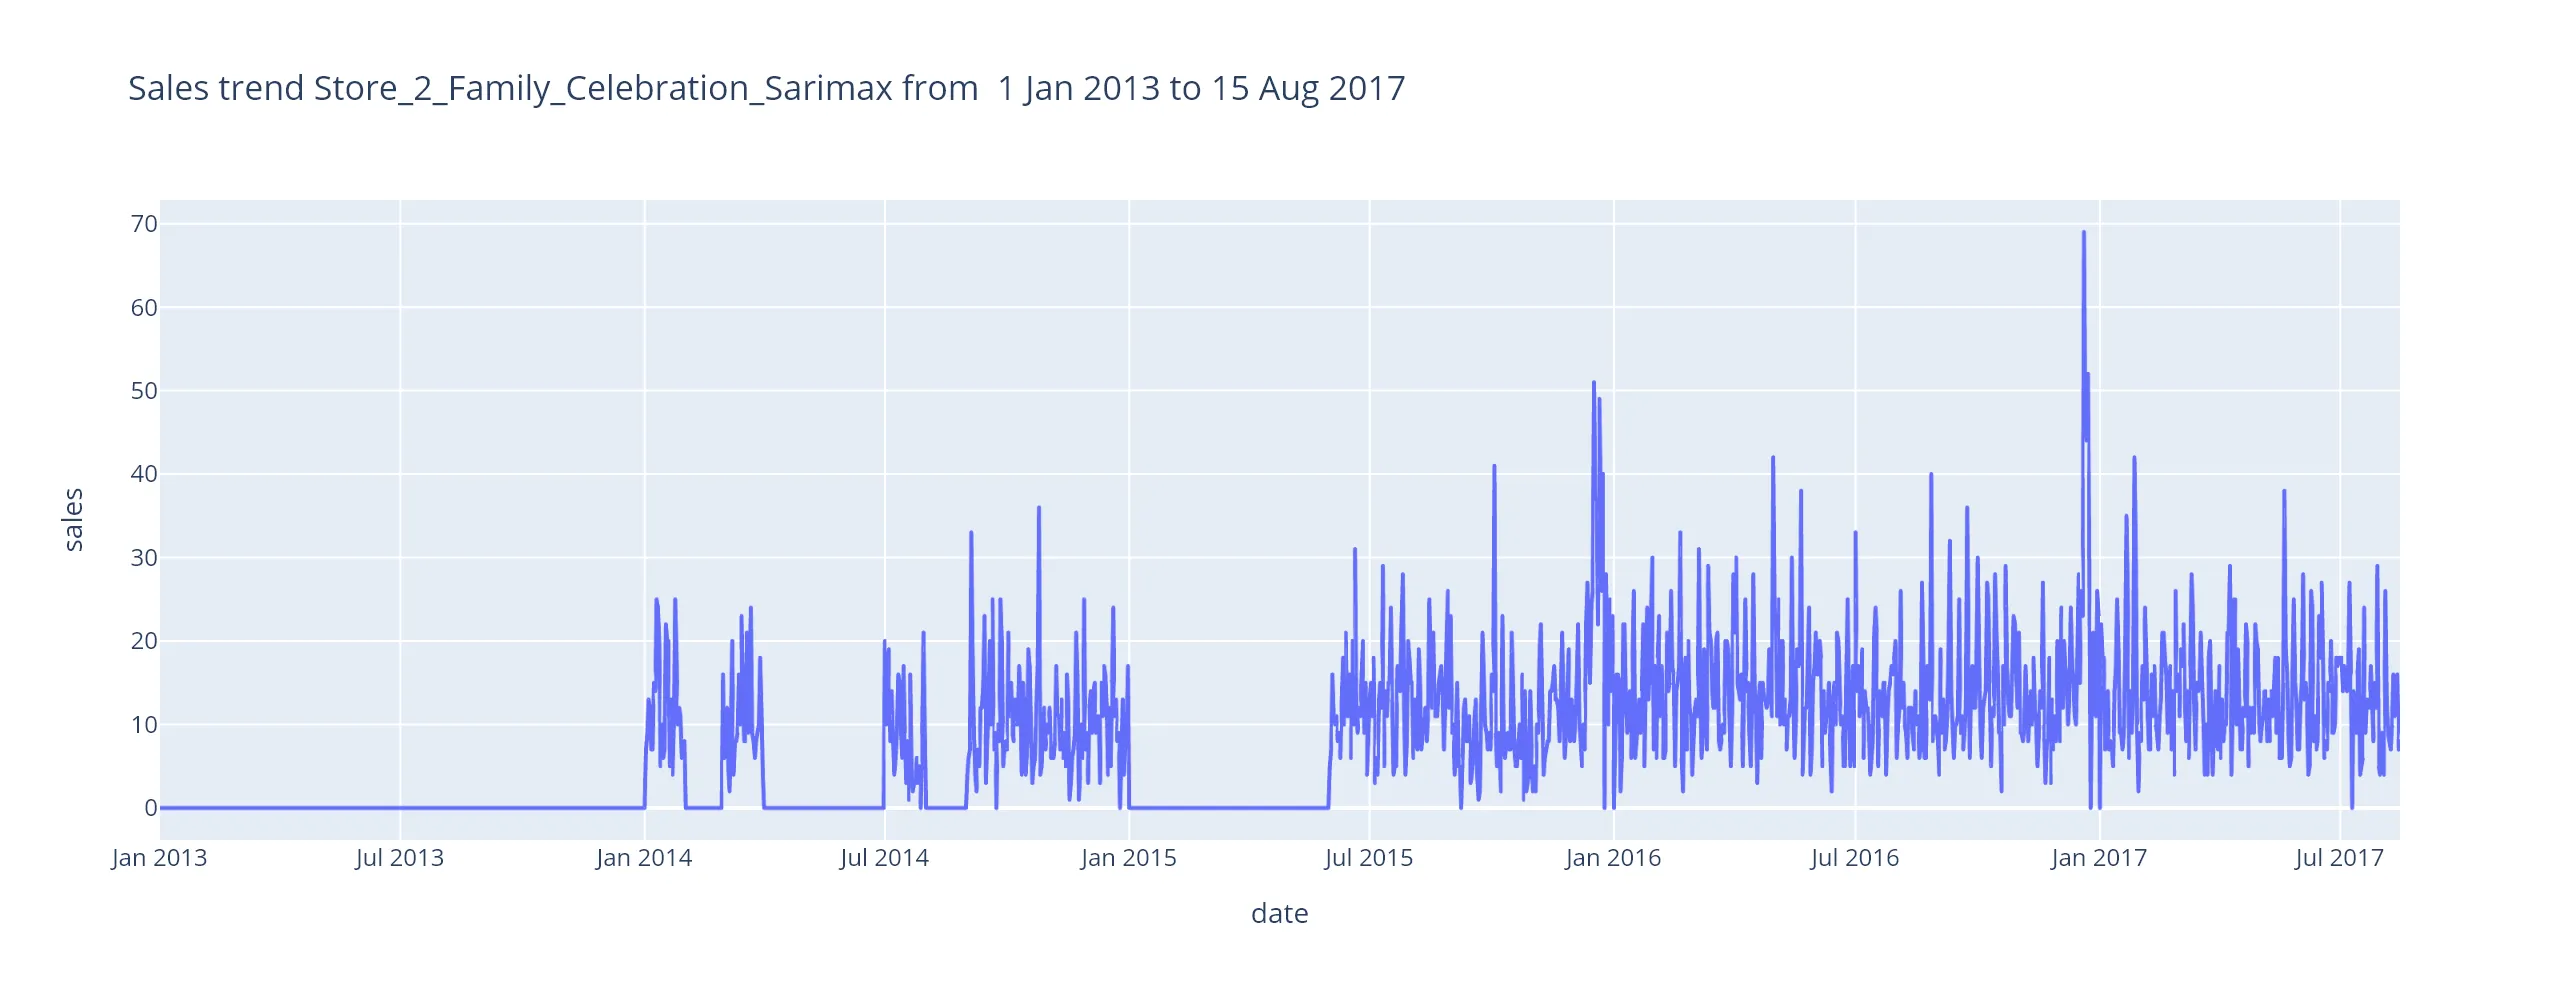 Sales trend Store_2_Family_Celebration_Sarimax from  1 Jan 2013 to 15 Aug 2017
70
60
50
40
30
20
10
0
sales
Jan 2013 Jul 2013 Jan 2014 Jul 2014 Jan 2015 Jul 2015 Jan 2016 Jul 2016 Jan 2017 Jul 2017
date